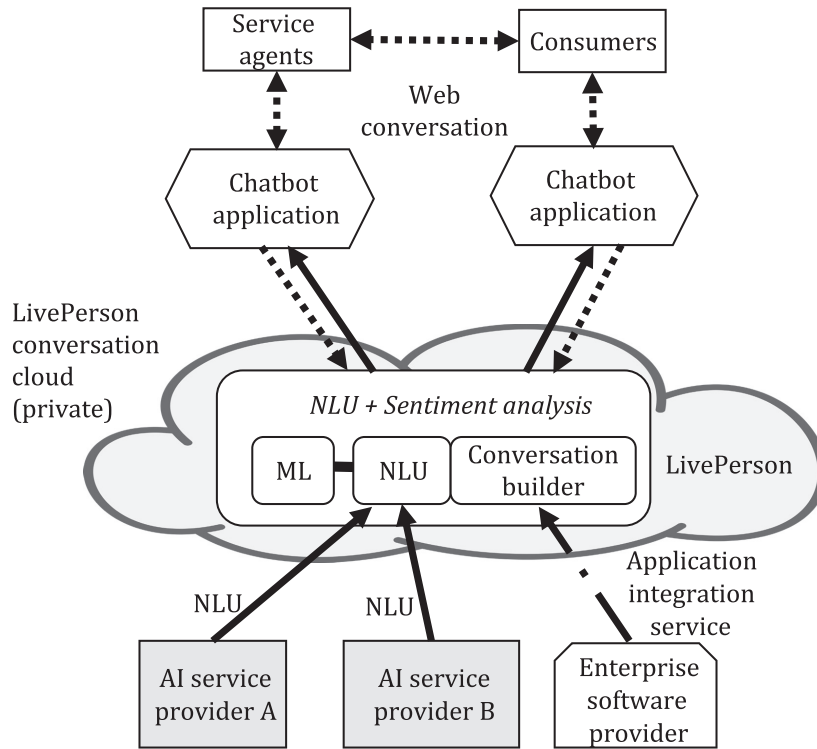 Service
agents
Consumers
Web
conversation
Chatbot
application
Chatbot
application
LivePerson
conversation
cloud
(private)
NLU + Sentiment analysis
ML
NLU
Conversation
builder
LivePerson
NLU
NLU
Application
integration
service
AI service
provider A
AI service
provider B
Enterprise
software
provider